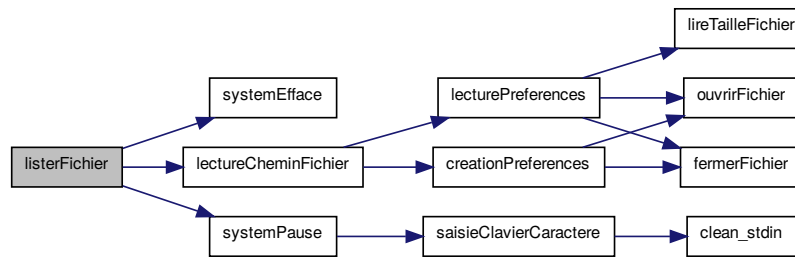 lireTailleFichier
systemEfface
lecturePreferences
ouvrirFichier
listerFichier
lectureCheminFichier
creationPreferences
fermerFichier
systemPause
saisieClavierCaractere
clean_stdin